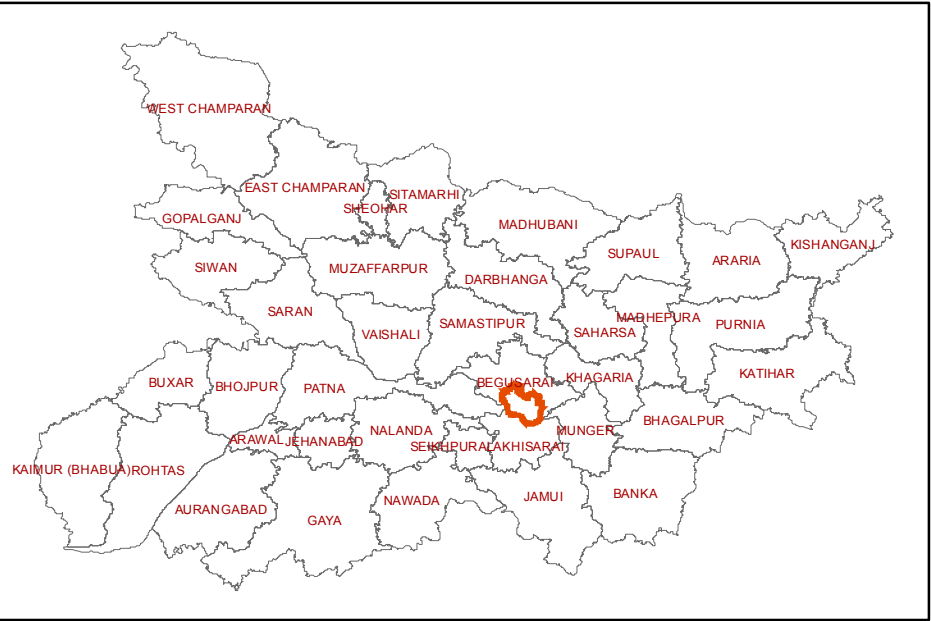 WEST CHAMPARAN
EAST CHAMPARAN
SITAMARHI
SHEOHAR
GOPALGANJ
MADHUBANI
KISHANGANJ
SUPAUL
ARARIA
SIWAN
MUZAFFARPUR
DARBHANGA
SARAN
MADHEPURA
SAMASTIPUR
PURNIA
VAISHALI
SAHARSA
KATIHAR
BUXAR
BHOJPUR
PATNA
BEGUSARAI
KHAGARIA
BHAGALPUR
NALANDA
MUNGER
ARAWAL
JEHANABAD
SEIKHPURA
LAKHISARAI
KAIMUR (BHABUA)
ROHTAS
BANKA
JAMUI
NAWADA
AURANGABAD
GAYA